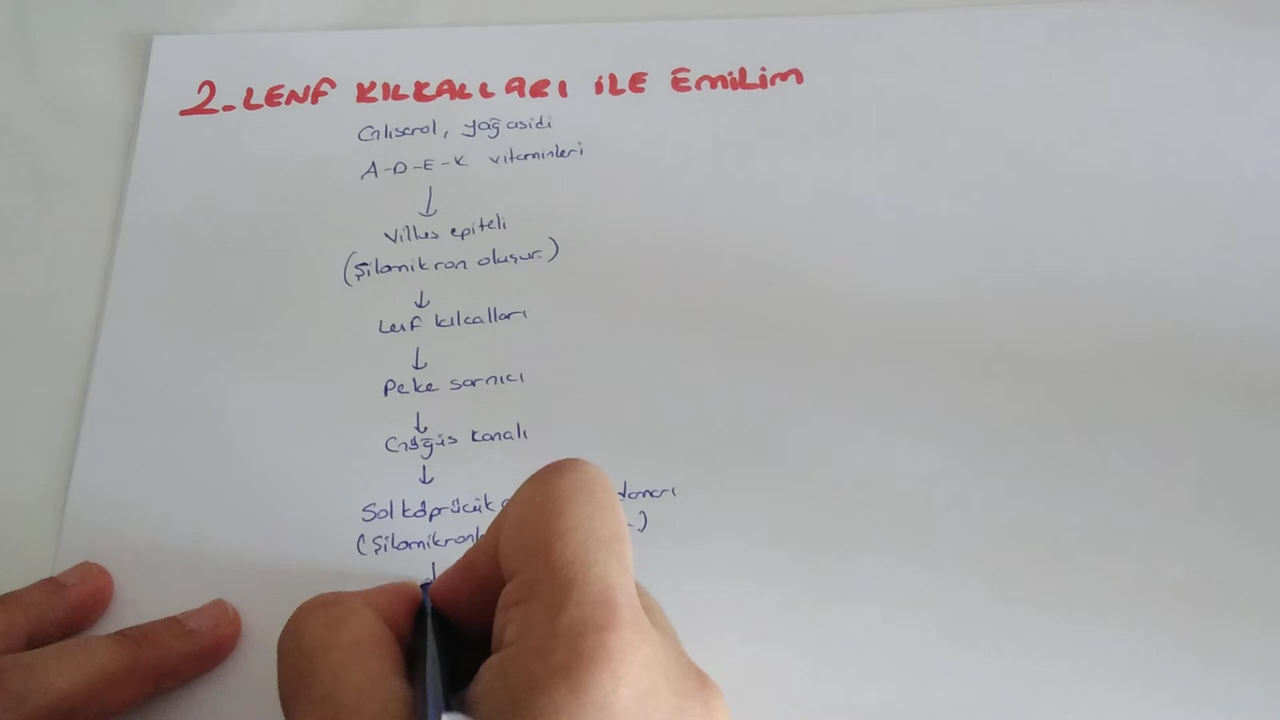 2-LENF KILKALLARI İLE EMİLİM
Gliserol, yağ asidi
A-D-E-K vitaminleri
↓
Villus epiteli
(Şilomikron oluşur.)
↓
Lenf kılcalları
↓
Peke sarnıcı
↓
Göğüs kanalı
↓
Sol köprücük
(Şilomikron